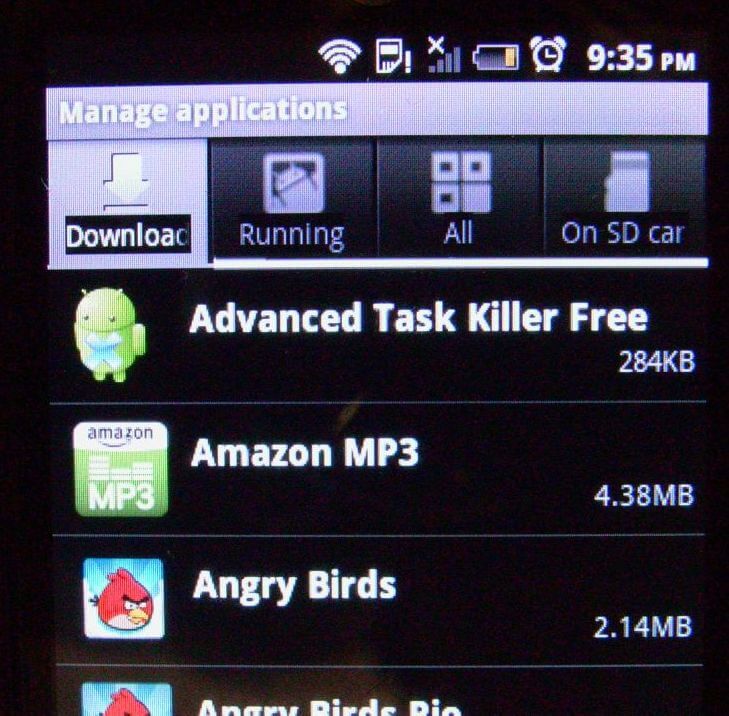 9:35 PM
Manage applications
Downloa
Running
All
On SD car
Advanced Task Killer Free
284KB
amazon
MP3
Amazon MP3
4.38MB
Angry Birds
2.14MB
Angry Birds Rio